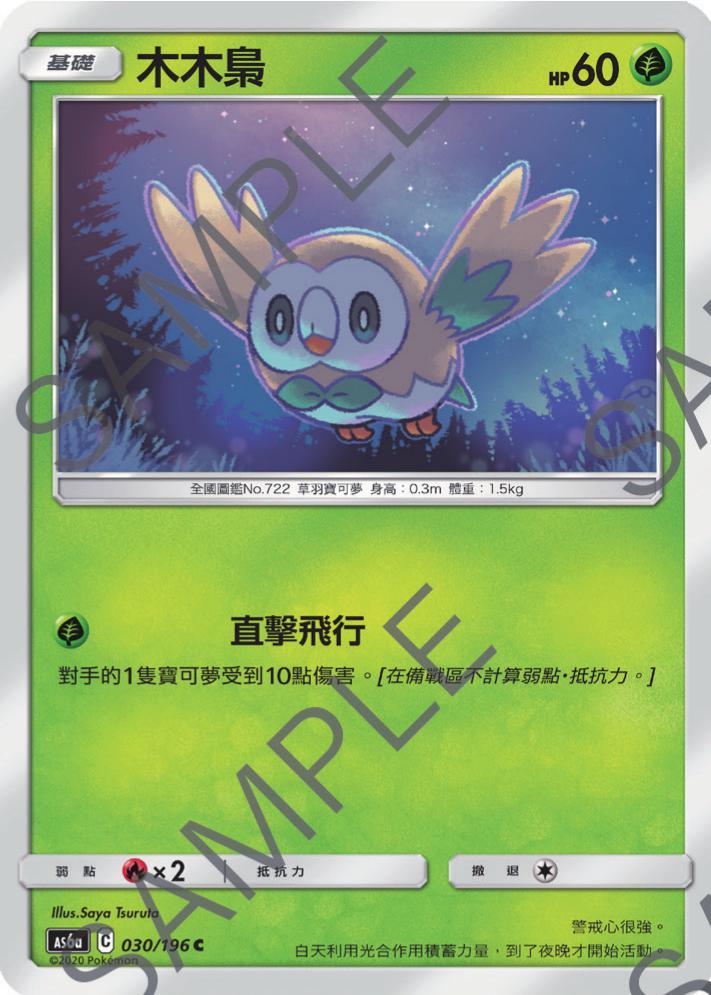 基礎 木木梟 HP60
全國圖鑑No.722 草羽寶可夢 身高：0.3m 體重：1.5kg
直擊飛行
對手的1隻寶可夢受到10點傷害。[在備戰區不計算弱點・抵抗力。]
弱點 ×2 抵抗力 撤退
Illus.Saya Tsuruta
警戒心很強。
AS6a C 030/196 C
白天利用光合作用積蓄力量，到了夜晚才開始活動。
©2020 Pokémon
SAMPLE
SAMPLE
SA
SA